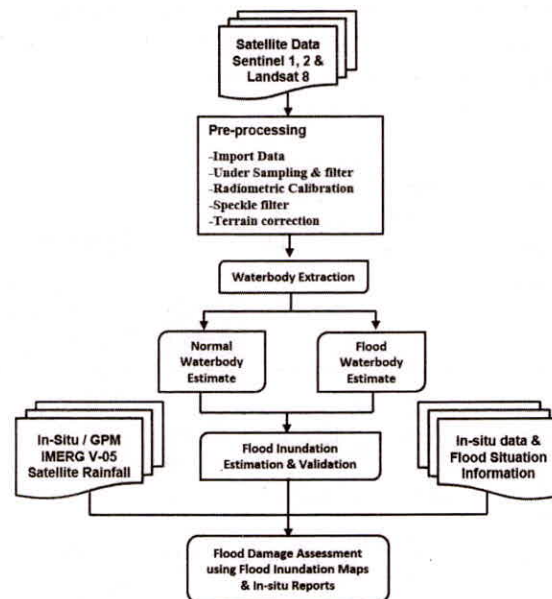 Satellite Data
Sentinel 1, 2 &
Landsat 8
Pre-processing
-Import Data
-Under Sampling & filter
-Radiometric Calibration
-Speckle filter
-Terrain correction
Waterbody Extraction
Normal
Waterbody
Estimate
Flood
Waterbody
Estimate
In-Situ / GPM
IMERG V-05
Satellite Rainfall
Flood Inundation
Estimation & Validation
In-situ data &
Flood Situation
Information
Flood Damage Assessment
using Flood Inundation Maps
& In-situ Reports